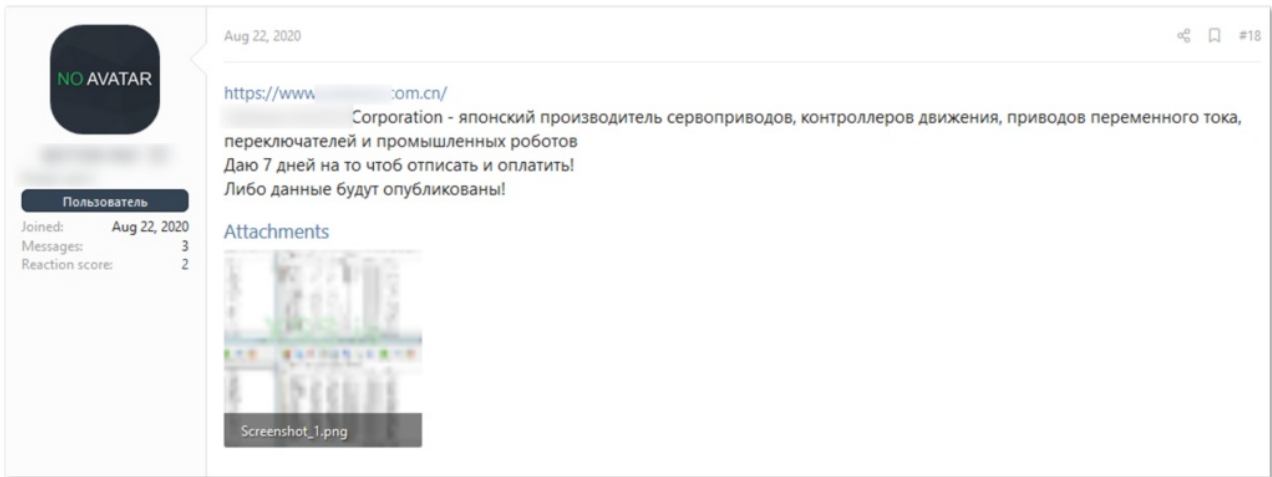 Aug 22, 2020
#18
NO AVATAR
https://www com.cn/
Corporation - японский производитель сервоприводов, контроллеров движения, приводов переменного тока,
переключателей и промышленных роботов
Даю 7 дней на то чтоб отписать и оплатить!
Либо данные будут опубликованы!
Пользователь
Joined: Aug 22, 2020
Messages: 3
Reaction score: 2
Attachments
Screenshot_1.png